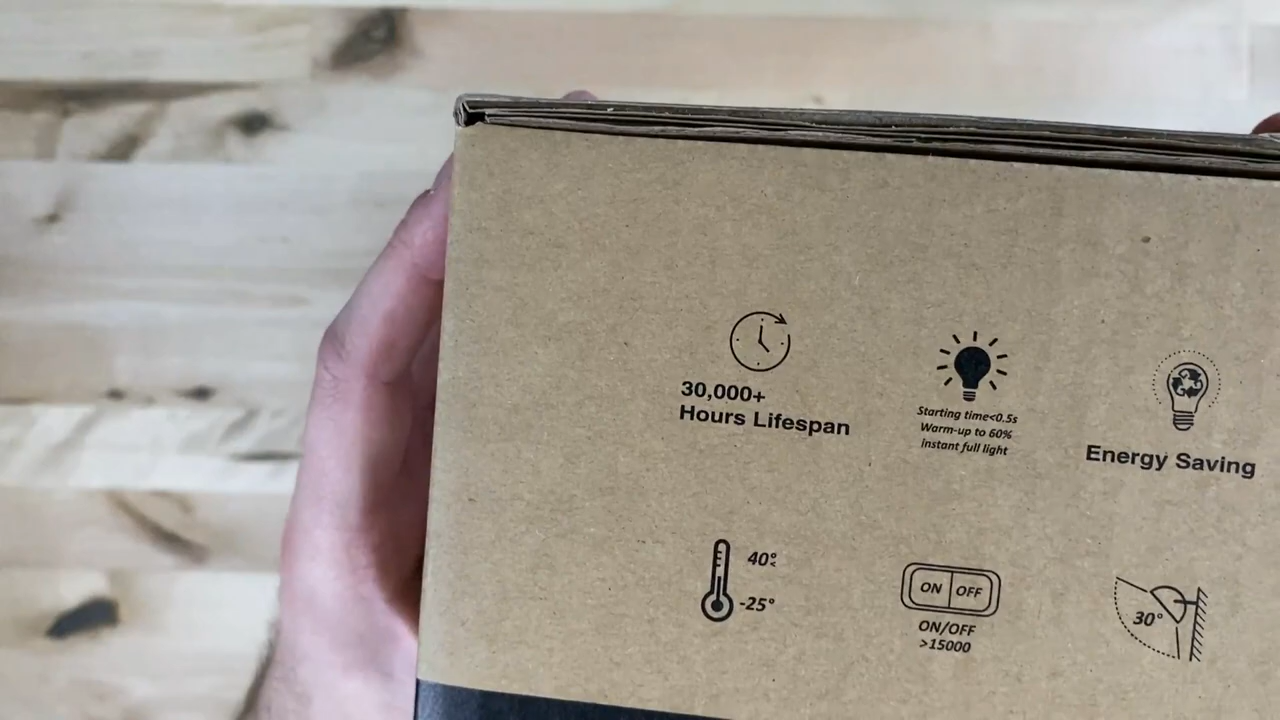 30,000+
Hours Lifespan
Starting time<0.5s
Warm-up to 60%
instant full light
Energy Saving
40°
-25°
ON OFF
ON/OFF
>15000
30°